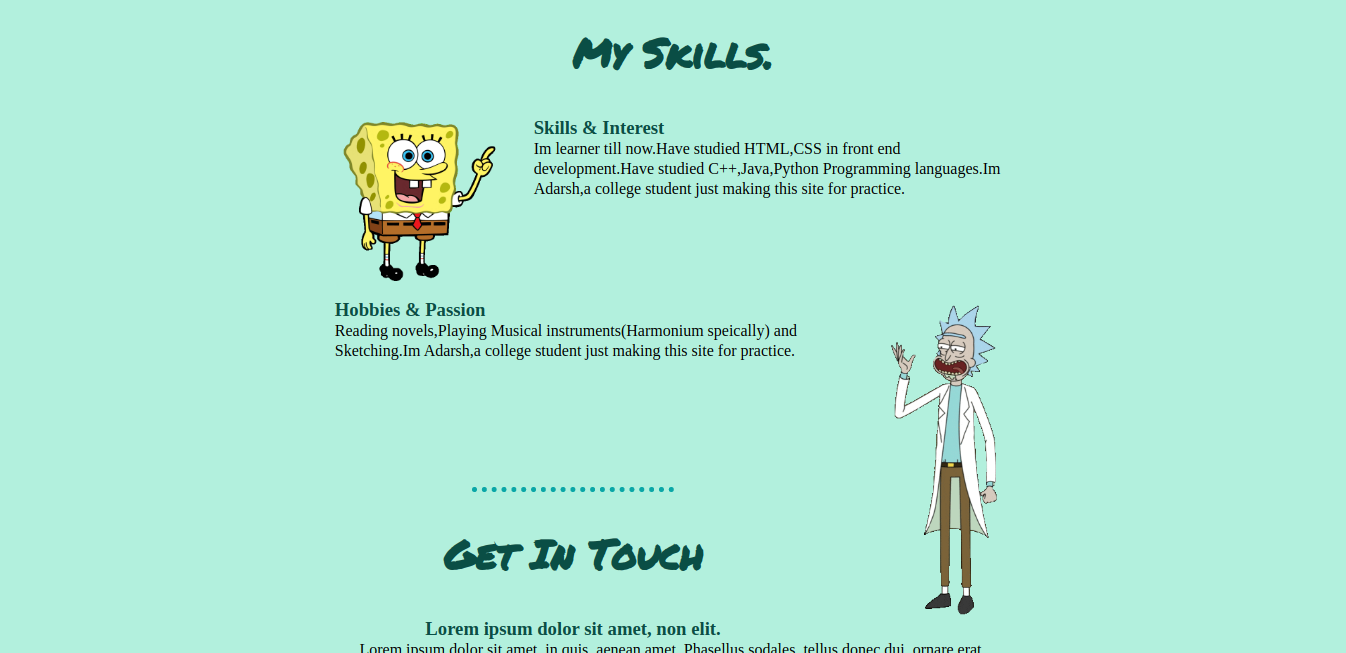 My Skills.
Skills & Interest
Im learner till now.Have studied HTML,CSS in front end
development.Have studied C++,Java,Python Programming languages.Im
Adarsh,a college student just making this site for practice.
Hobbies & Passion
Reading novels,Playing Musical instruments(Harmonium speically) and
Sketching.Im Adarsh,a college student just making this site for practice.
Get In Touch
Lorem ipsum dolor sit amet, non elit.
Lorem ipsum dolor sit amet, in quis, aenean amet. Phasellus sodales, tellus donec dui, ornare erat